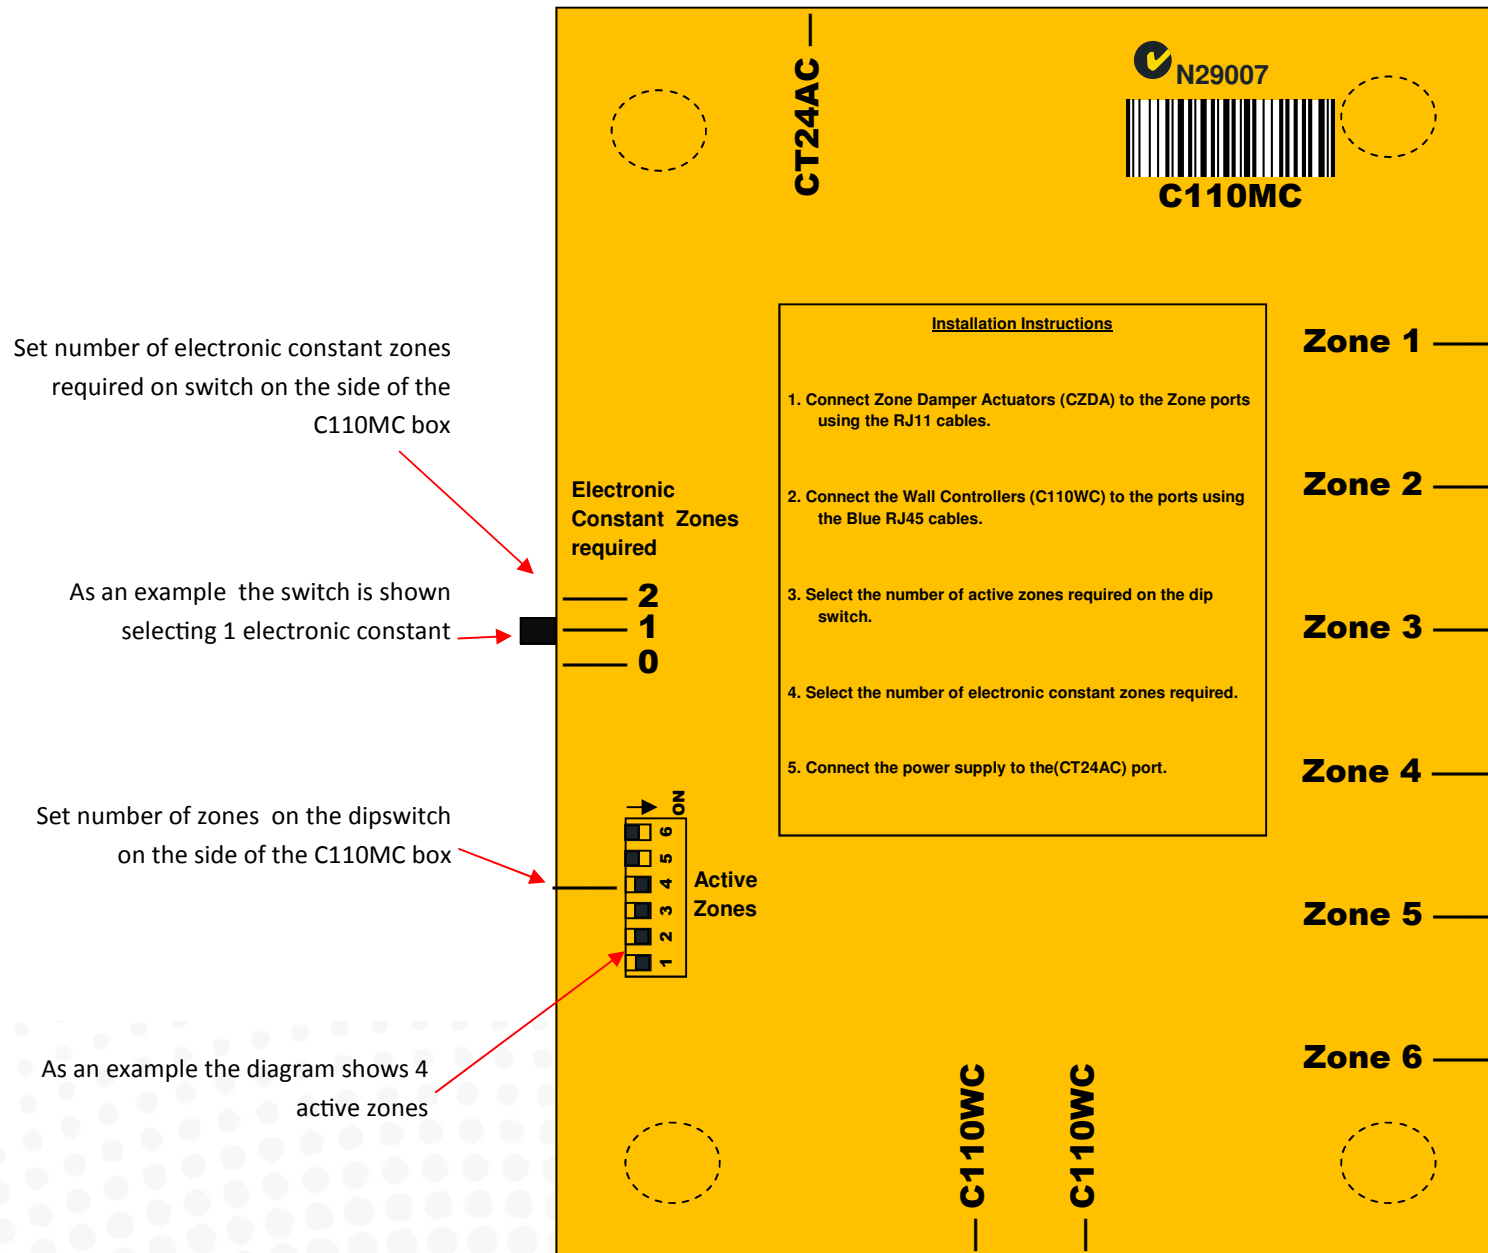 CT24AC
N29007
C110MC
Set number of electronic constant zones
required on switch on the side of the
C110MC box
As an example  the switch is shown
selecting 1 electronic constant
Set number of zones  on the dipswitch
on the side of the C110MC box
As an example the diagram shows 4
active zones
Electronic
Constant  Zones
required
2
1
0
ON
6
5
4
3
2
1
Active
Zones
Installation Instructions
1. Connect Zone Damper Actuators (CZDA) to the Zone ports
using the RJ11 cables.
2. Connect the Wall Controllers (C110WC) to the ports using
the Blue RJ45 cables.
3. Select the number of active zones required on the dip
switch.
4. Select the number of electronic constant zones required.
5. Connect the power supply to the(CT24AC) port.
Zone 1
Zone 2
Zone 3
Zone 4
Zone 5
Zone 6
C110WC
C110WC